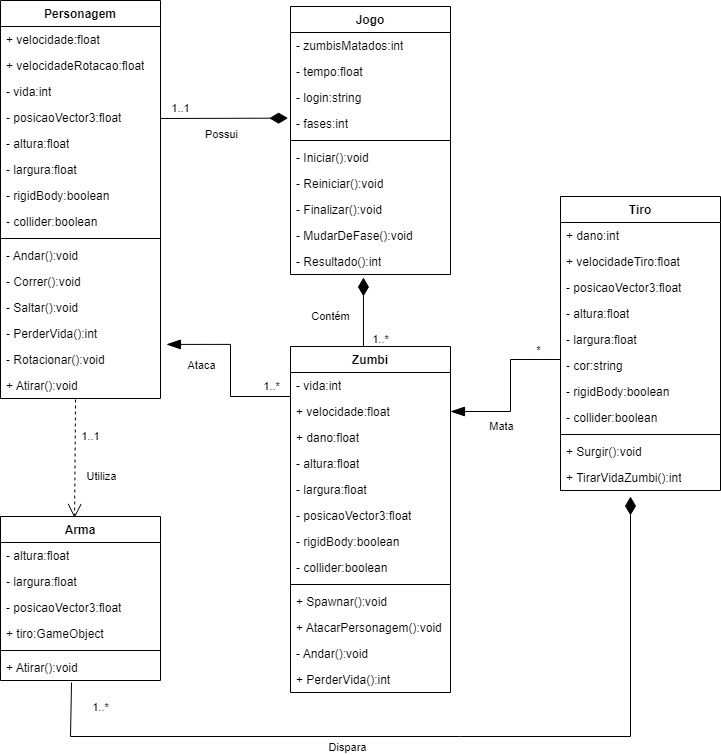 Personagem
+ velocidade:float
+ velocidadeRotacao:float
- vida:int
- posicaoVector3:float
- altura:float
- largura:float
- rigidBody:boolean
- collider:boolean
- Andar():void
- Correr():void
- Saltar():void
- PerderVida():int
- Rotacionar():void
+ Atirar():void
1..1
Possui
Jogo
- zumbisMatados:int
- tempo:float
- login:string
- fases:int
- Iniciar():void
- Reiniciar():void
- Finalizar():void
- MudarDeFase():void
- Resultado():int
Contém
1..*
Ataca
1..*
Zumbi
- vida:int
+ velocidade:float
+ dano:float
- altura:float
- largura:float
- posicaoVector3:float
- rigidBody:boolean
- collider:boolean
+ Spawnar():void
+ AtacarPersonagem():void
- Andar():void
+ PerderVida():int
*
Mata
Tiro
+ dano:int
+ velocidadeTiro:float
- posicaoVector3:float
- altura:float
- largura:float
- cor:string
- rigidBody:boolean
- collider:boolean
+ Surgir():void
+ TirarVidaZumbi():int
1..1
Utiliza
Arma
- altura:float
- largura:float
- posicaoVector3:float
+ tiro:GameObject
+ Atirar():void
1..*
Dispara